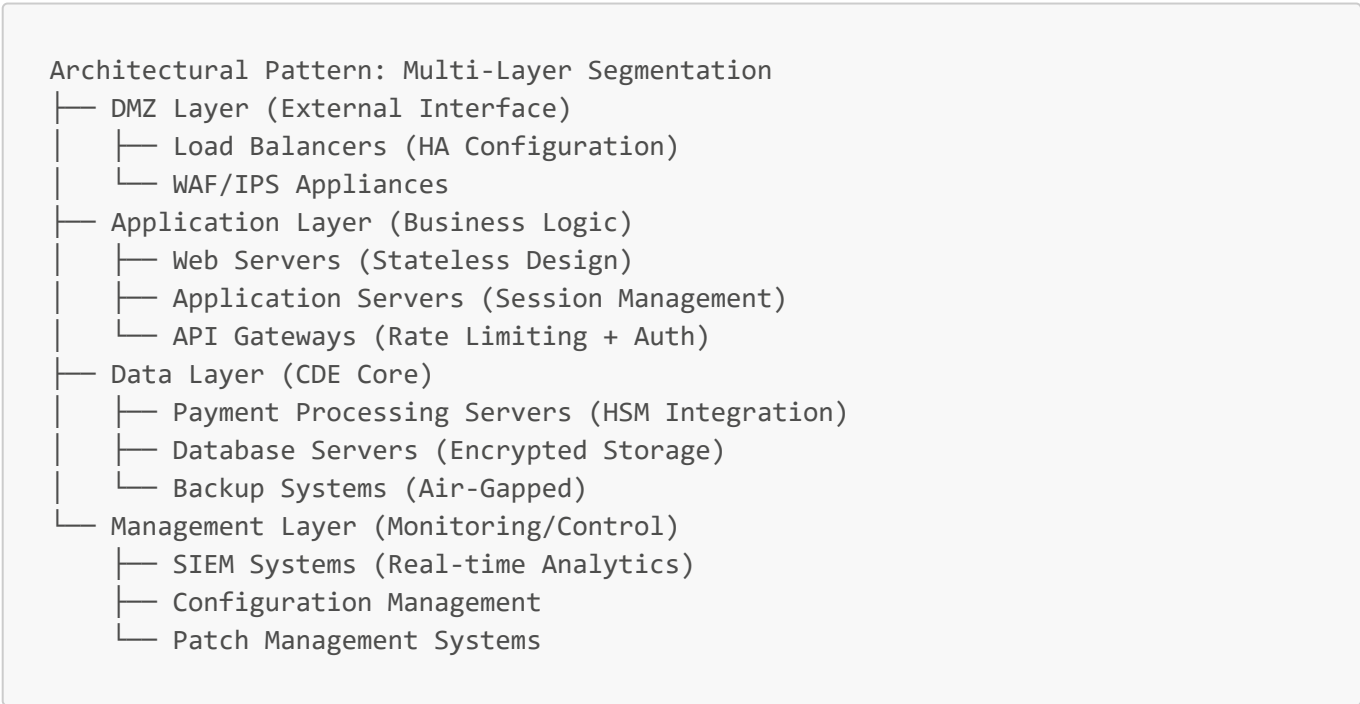 Architectural Pattern: Multi-Layer Segmentation
├── DMZ Layer (External Interface)
│   ├── Load Balancers (HA Configuration)
│   └── WAF/IPS Appliances
├── Application Layer (Business Logic)
│   ├── Web Servers (Stateless Design)
│   ├── Application Servers (Session Management)
│   └── API Gateways (Rate Limiting + Auth)
├── Data Layer (CDE Core)
│   ├── Payment Processing Servers (HSM Integration)
│   ├── Database Servers (Encrypted Storage)
│   └── Backup Systems (Air-Gapped)
└── Management Layer (Monitoring/Control)
    ├── SIEM Systems (Real-time Analytics)
    ├── Configuration Management
    └── Patch Management Systems